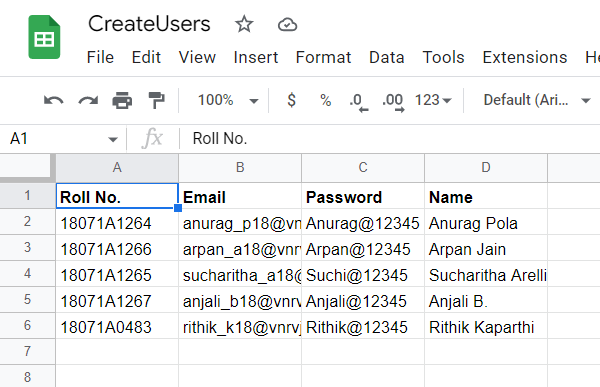 CreateUsers
File Edit View Insert Format Data Tools Extensions He
100% $ % .0 .00 123 Default (Ari...
A1 fx Roll No.
A B C D
1 Roll No. Email Password Name
2 18071A1264 anurag_p18@vn Anurag@12345 Anurag Pola
3 18071A1266 arpan_a18@vnr Arpan@12345 Arpan Jain
4 18071A1265 sucharitha_a18@ Suchi@12345 Sucharitha Arelli
5 18071A1267 anjali_b18@vnrv Anjali@12345 Anjali B.
6 18071A0483 rithik_k18@vnrvj Rithik@12345 Rithik Kaparthi
7
8